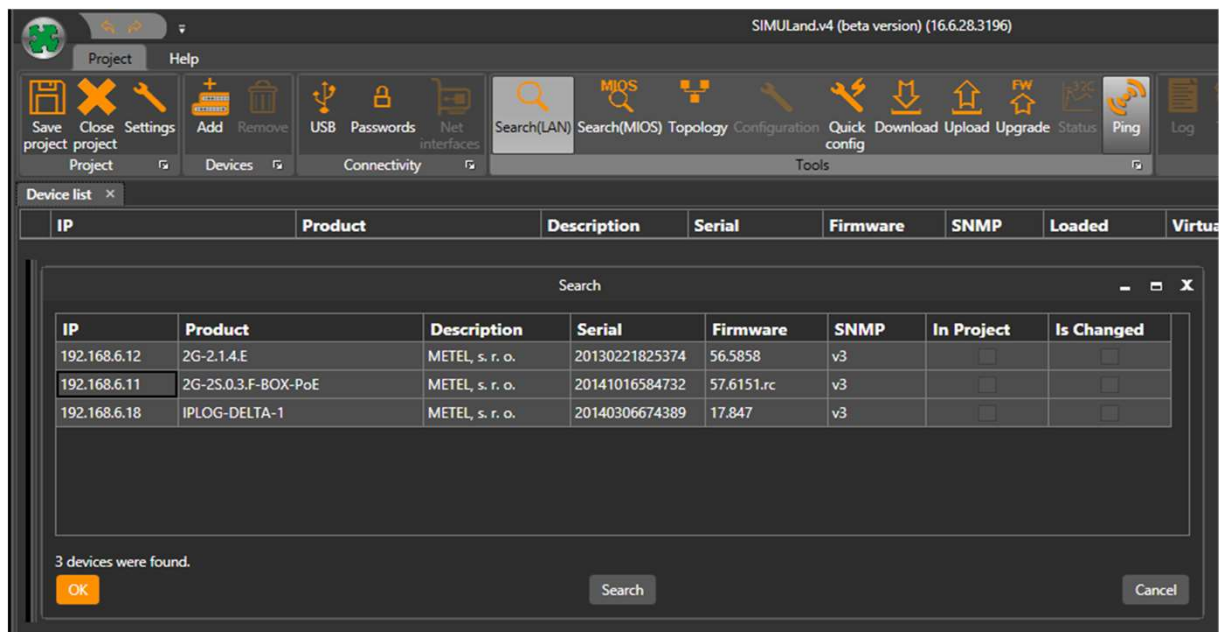 SIMULand.v4 (beta version) (16.6.28.3196)
Project Help
Save project Close project Settings Add Remove USB Passwords Net interfaces Search(LAN) MIOS Search(MIOS) Topology Configuration Quick config Download Upload FW Upgrade Status Ping Log
Project Devices Connectivity Tools
Device list ×
IP Product Description Serial Firmware SNMP Loaded
Search
IP Product Description Serial Firmware SNMP In Project Is Changed
192.168.6.12 2G-2.1.4.E METEL, s. r. o. 20130221825374 56.5858 v3
192.168.6.11 2G-2S.0.3.F-BOX-PoE METEL, s. r. o. 20141016584732 57.6151.rc v3
192.168.6.18 IPLOG-DELTA-1 METEL, s. r. o. 20140306674389 17.847 v3
3 devices were found.
OK Search Cancel